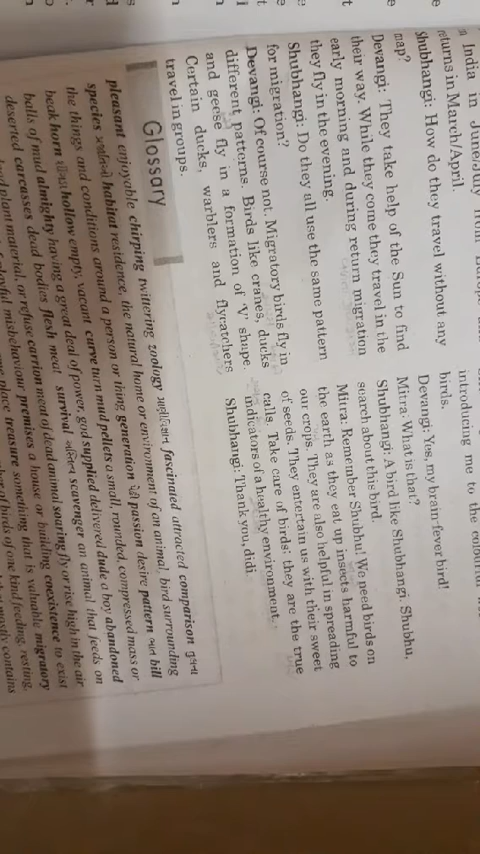 India in June/July from Europe
returns in March/April.
Shubhangi: How do they travel without any
map?
Devangi: They take help of the Sun to find
their way. While they come they travel in the
early morning and during return migration
they fly in the evening.
Shubhangi: Do they all use the same pattern
for migration?
Devangi: Of course not. Migratory birds fly in
different patterns. Birds like cranes, ducks
and geese fly in a formation of 'V' shape.
Certain ducks, warblers and flycatchers
travel in groups.
introducing me to the colourful
birds.
Devangi: Yes, my brain-fever bird!
Mitra: What is that?
Shubhangi: A bird like Shubhangi. Shubhu,
search about this bird.
Mitra: Remember Shubhu! We need birds on
the earth as they eat up insects harmful to
our crops. They are also helpful in spreading
of seeds. They entertain us with their sweet
calls. Take care of birds; they are the true
indicators of a healthy environment.
Shubhangi: Thank you, didi.
Glossary
pleasant enjoyable chirping twittering zoology fascinated attracted comparison
species habitat residence, the natural home or environment of an animal, bird surrounding
the things and conditions around a person or thing generation passion desire pattern bill
beak horn hollow empty, vacant curve turn mud pellets a small, rounded, compressed mass or
balls of mud almighty having a great deal of power, god supplied delivered dude a boy abandoned
deserted carcasses dead bodies flesh meat survival scavenger an animal that feeds on
plant material, or refuse carrion meat of dead animal soaring fly or rise high in the air
misbehaviour premises a house or building coexistence to exist
place treasure something that is valuable migratory
of birds of one kind feeding, resting,
mostly contains